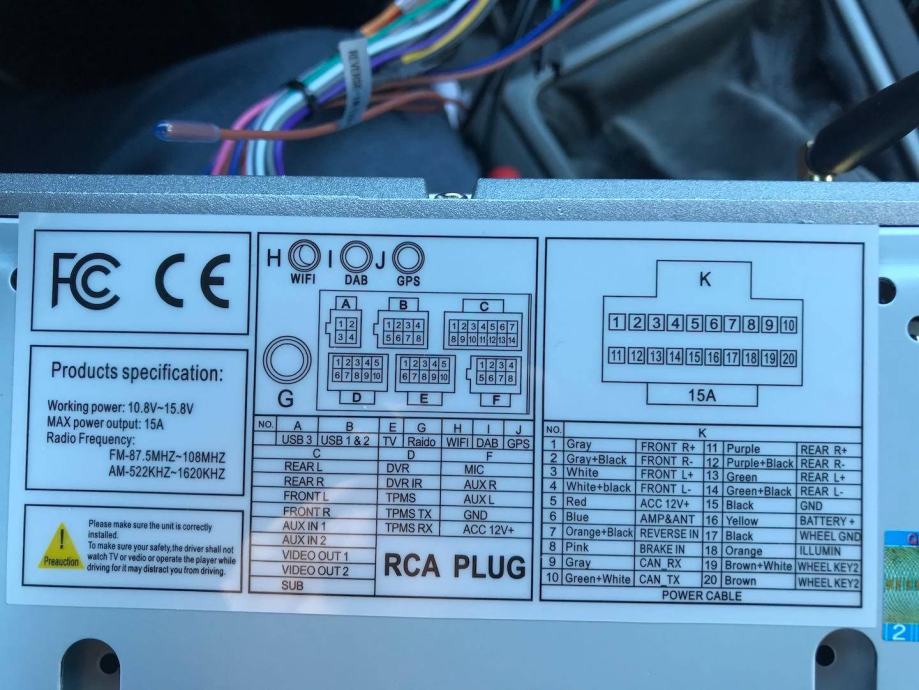 REVERSE
FCC CE
Products specification:
Working power: 10.8V~15.8V
MAX power output: 15A
Radio Frequency:
FM-87.5MHZ~108MHZ
AM-522KHZ~1620KHZ
!
Preauction
Please make sure the unit is correctly
installed.
To make sure your safety,the driver shall not
watch TV or vedio or operate the player while
driving for it may distract you from driving.
H I J
WIFI DAB GPS
A B C
1 2 1 2 3 4 1 2 3 4 5 6 7
3 4 5 6 7 8 8 9 10 11 12 13 14
G
1 2 3 4 5 1 2 3 4 5 1 2 3 4
6 7 8 9 10 6 7 8 9 10 5 6 7 8
D E F
NO. A B E G H I J
USB 3 USB 1 & 2 TV Raido WIFI DAB GPS
C D F
REAR L DVR MIC
REAR R DVR IR AUX R
FRONT L TPMS AUX L
FRONT R TPMS TX GND
AUX IN 1 TPMS RX ACC 12V+
AUX IN 2
VIDEO OUT 1
VIDEO OUT 2
SUB
RCA PLUG
K
1 2 3 4 5 6 7 8 9 10
11 12 13 14 15 16 17 18 19 20
15A
NO. K
1 Gray FRONT R+ 11 Purple REAR R+
2 Gray+Black FRONT R- 12 Purple+Black REAR R-
3 White FRONT L+ 13 Green REAR L+
4 White+black FRONT L- 14 Green+Black REAR L-
5 Red ACC 12V+ 15 Black GND
6 Blue AMP&ANT 16 Yellow BATTERY +
7 Orange+Black REVERSE IN 17 Black WHEEL GND
8 Pink BRAKE IN 18 Orange ILLUMIN
9 Gray CAN_RX 19 Brown+White WHEEL KEY2
10 Green+White CAN_TX 20 Brown WHEEL KEY2
POWER CABLE
2